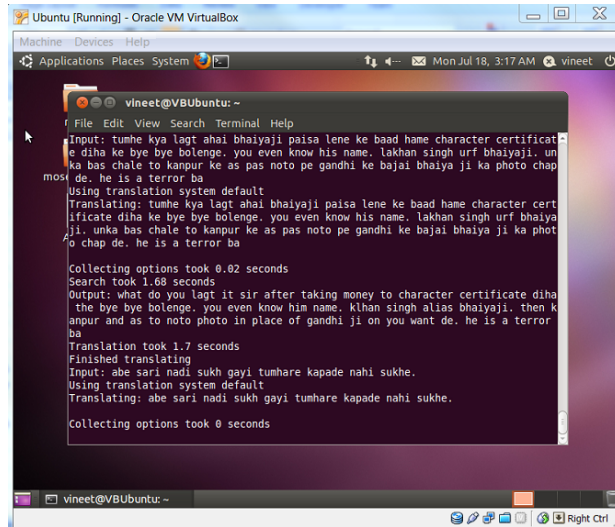 Ubuntu [Running] - Oracle VM VirtualBox
Machine Devices Help
Applications Places System
Mon Jul 18, 3:17 AM vineet
vineet@VBUbuntu: ~
File Edit View Search Terminal Help
Input: tumhe kya lagt ahai bhaiyaji paisa lene ke baad hame character certificat
e diha ke bye bye bolenge. you even know his name. lakhan singh urf bhaiyaji. un
ka bas chale to kanpur ke as pas noto pe gandhi ke bajai bhaiya ji ka photo chap
de. he is a terror ba
Using translation system default
Translating: tumhe kya lagt ahai bhaiyaji paisa lene ke baad hame character cert
ificate diha ke bye bye bolenge. you even know his name. lakhan singh urf bhaiya
ji. unka bas chale to kanpur ke as pas noto pe gandhi ke bajai bhaiya ji ka phot
o chap de. he is a terror ba
Collecting options took 0.02 seconds
Search took 1.68 seconds
Output: what do you lagt it sir after taking money to character certificate diha
the bye bye bolenge. you even know him name. klhan singh alias bhaiyaji. then k
anpur and as to noto photo in place of gandhi ji on you want de. he is a terror
ba
Translation took 1.7 seconds
Finished translating
Input: abe sari nadi sukh gayi tumhare kapade nahi sukhe.
Using translation system default
Translating: abe sari nadi sukh gayi tumhare kapade nahi sukhe.
Collecting options took 0 seconds
vineet@VBUbuntu: ~
Right Ctrl